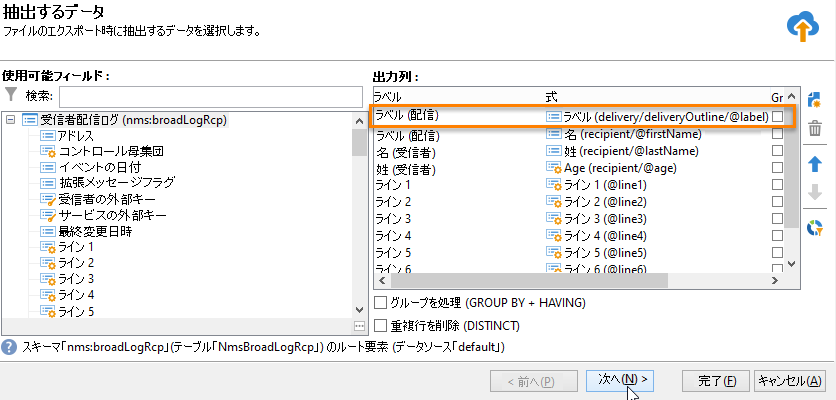 抽出するデータ
ファイルのエクスポート時に抽出するデータを選択します。
使用可能フィールド :
検索:
受信者配信ログ (nms:broadLogRcp)
アドレス
コントロール母集団
イベントの日付
拡張メッセージフラグ
受信者の外部キー
サービスの外部キー
最終変更日時
ライン 1
ライン 2
ライン 3
ライン 4
ライン 5
出力列 :
ラベル 式 Gr
ラベル (配信) ラベル (delivery/deliveryOutline/@label)
ラベル (配信) 名 (recipient/@firstName)
名 (受信者) 姓 (recipient/@lastName)
姓 (受信者) Age (recipient/@age)
ライン 1 ライン 1 (@line1)
ライン 2 ライン 2 (@line2)
ライン 3 ライン 3 (@line3)
ライン 4 ライン 4 (@line4)
ライン 5 ライン 5 (@line5)
ライン 6 ライン 6 (@line6)
グループを処理 (GROUP BY + HAVING)
重複行を削除 (DISTINCT)
スキーマ「nms:broadLogRcp」(テーブル「NmsBroadLogRcp」) のルート要素 (データソース「default」)
< 前へ(P) 次へ(N) > 完了(F) キャンセル(A)